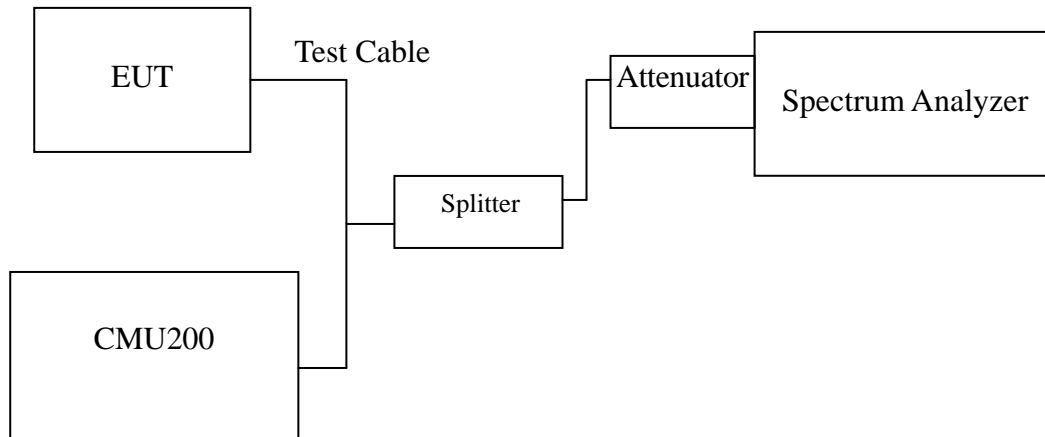 Test Cable
EUT
Attenuator
Spectrum Analyzer
Splitter
CMU200